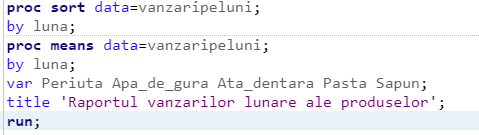 proc sort data=vanzaripeluni;
by luna;
proc means data=vanzaripeluni;
by luna;
var Periuta Apa_de_gura Ata_dentara Pasta Sapun;
title 'Raportul vanzarilor lunare ale produselor';
run;